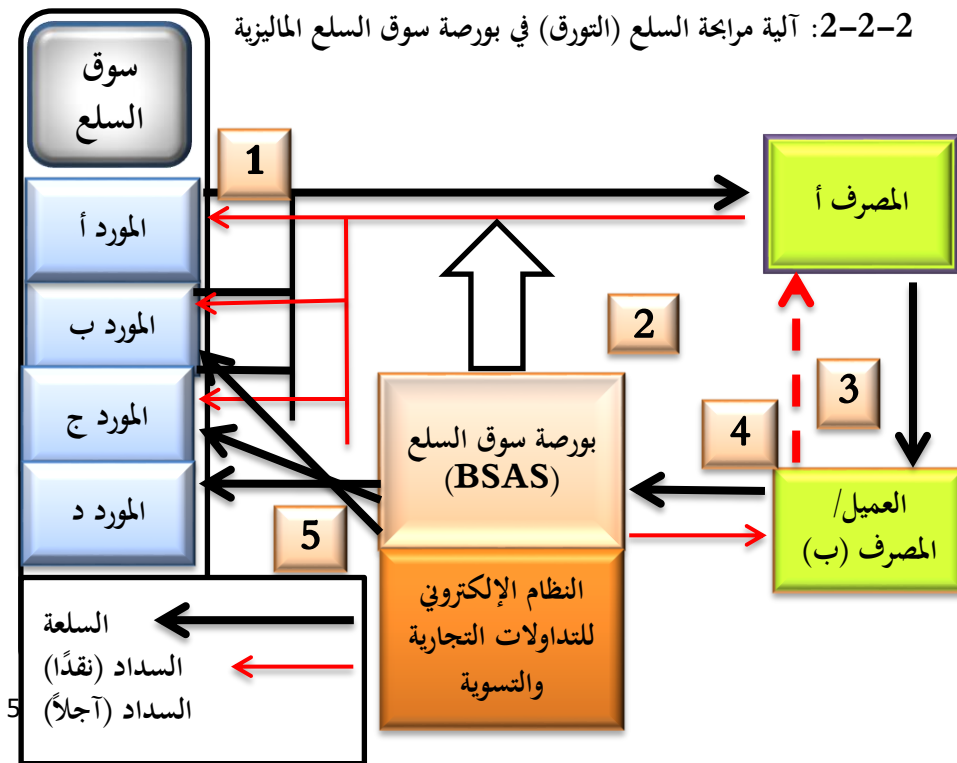 2-2-2: آلية مرابحة السلع (التورق) في بورصة سوق السلع الماليزية
سوق
السلع
1
المصرف أ
المورد أ
المورد ب
2
3
المورد ج
4
بورصة سوق السلع
(BSAS)
المورد د
العميل/
المصرف (ب)
5
النظام الإلكتروني
للتداولات التجارية
والتسوية
السلعة
السداد (نقدًا)
السداد (آجلاً)
5